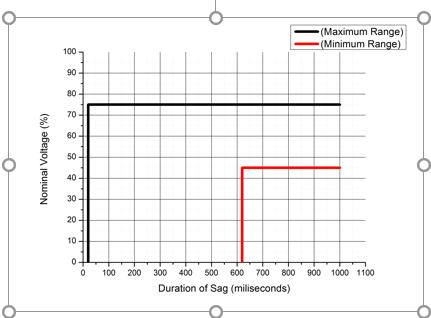 (Maximum Range)
(Minimum Range)
100
90
80
70
60
50
40
30
20
10
0
Nominal Voltage (%)
0 100 200 300 400 500 600 700 800 900 1000 1100
Duration of Sag (miliseconds)